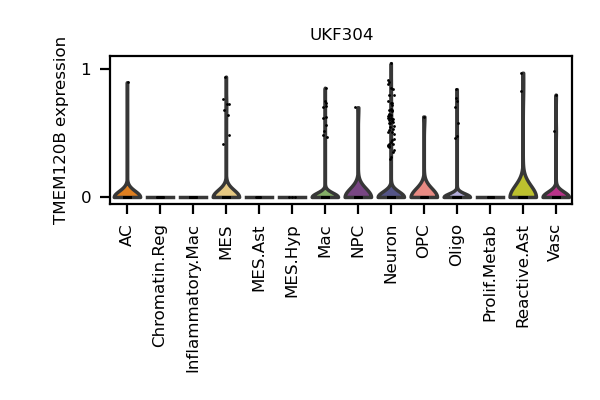 UKF304
TMEM120B expression
1
0
AC
Chromatin.Reg
Inflammatory.Mac
MES
MES.Ast
MES.Hyp
Mac
NPC
Neuron
OPC
Oligo
Prolif.Metab
Reactive.Ast
Vasc